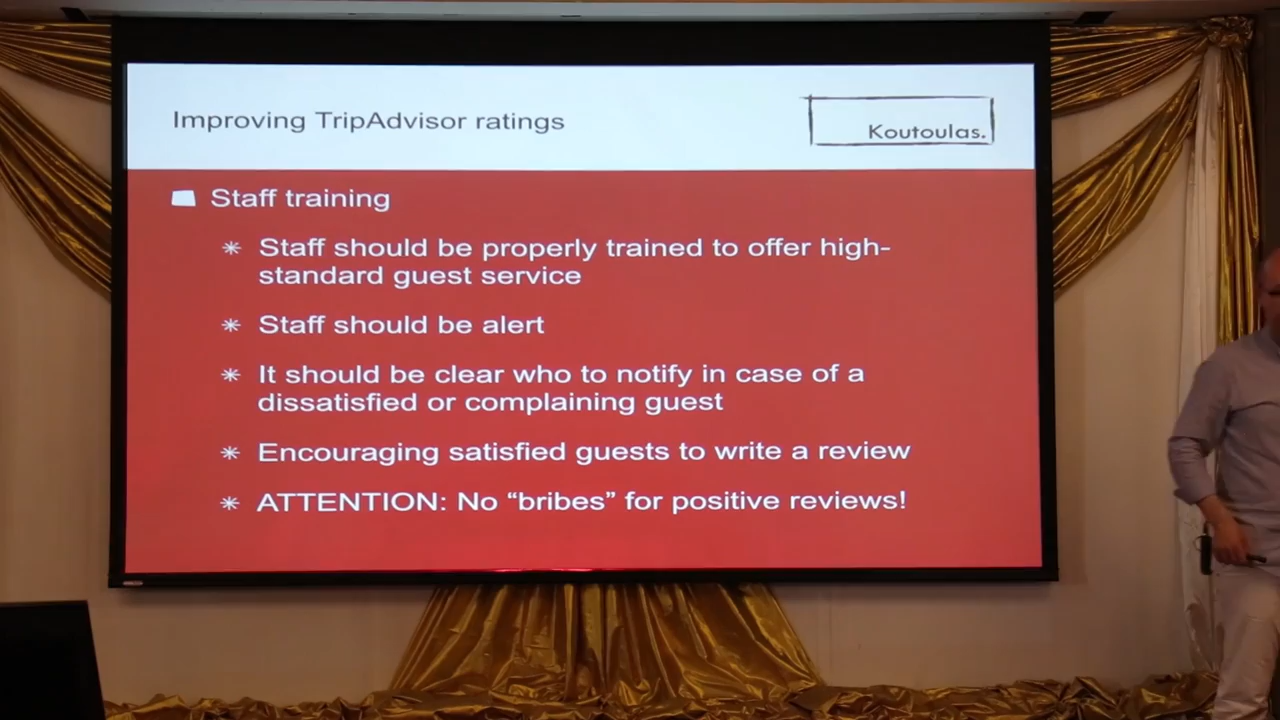 Improving TripAdvisor ratings
Koutoulas.
Staff training
Staff should be properly trained to offer high-
standard guest service
Staff should be alert
It should be clear who to notify in case of a
dissatisfied or complaining guest
Encouraging satisfied guests to write a review
ATTENTION: No “bribes” for positive reviews!